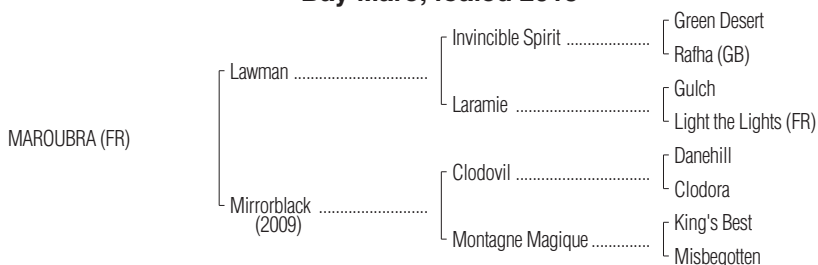 Bay Mare, foaled
Green Desert
Invincible Spirit ....................
Rafha (GB)
Lawman ................................
Gulch
Laramie ................................
Light the Lights (FR)
MAROUBRA (FR)
Danehill
Clodovil ................................
Clodora
Mirrorblack ..........................
(2009)
King's Best
Montagne Magique ..............
Misbegotten